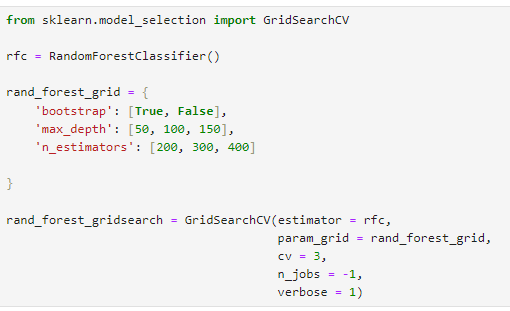 from sklearn.model_selection import GridSearchCV
rfc = RandomForestClassifier()
rand_forest_grid = {
    'bootstrap': [True, False],
    'max_depth': [50, 100, 150],
    'n_estimators': [200, 300, 400]
}
rand_forest_gridsearch = GridSearchCV(estimator = rfc,
                                      param_grid = rand_forest_grid,
                                      cv = 3,
                                      n_jobs = -1,
                                      verbose = 1)